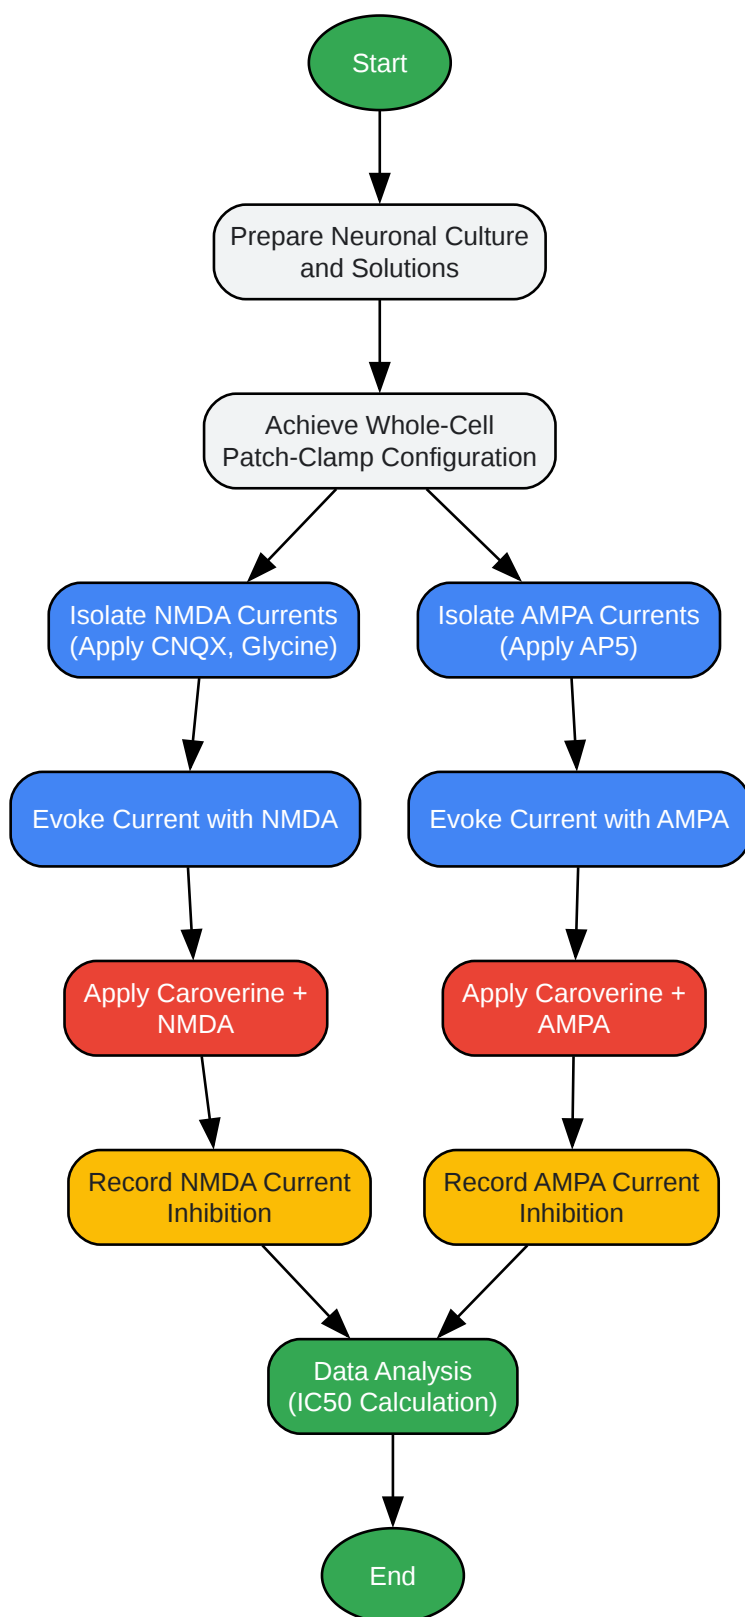 Start
Prepare Neuronal Culture
and Solutions
Achieve Whole-Cell
Patch-Clamp Configuration
Isolate NMDA Currents
(Apply CNQX, Glycine)
Isolate AMPA Currents
(Apply AP5)
Evoke Current with NMDA
Evoke Current with AMPA
Apply Caroverine +
NMDA
Apply Caroverine +
AMPA
Record NMDA Current
Inhibition
Record AMPA Current
Inhibition
Data Analysis
(IC50 Calculation)
End